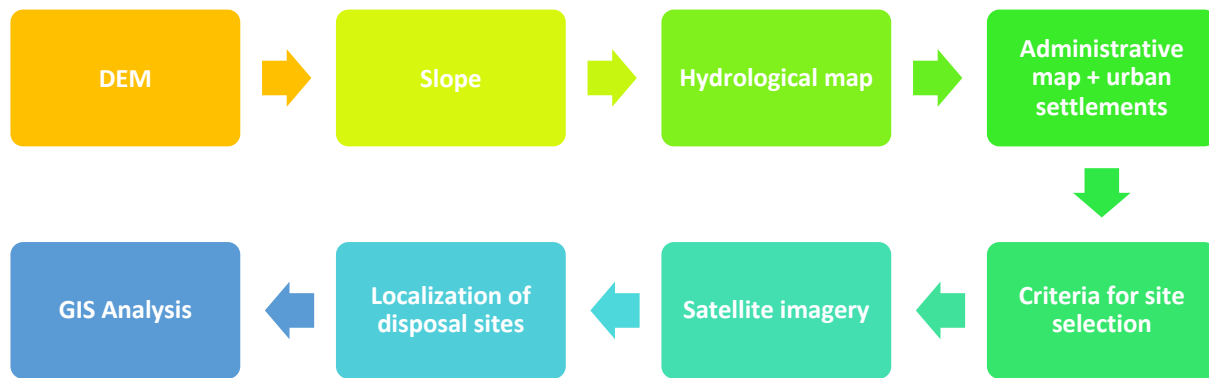 DEM
Slope
Hydrological map
Administrative
map + urban
settlements
Criteria for site
selection
Satellite imagery
Localization of
disposal sites
GIS Analysis